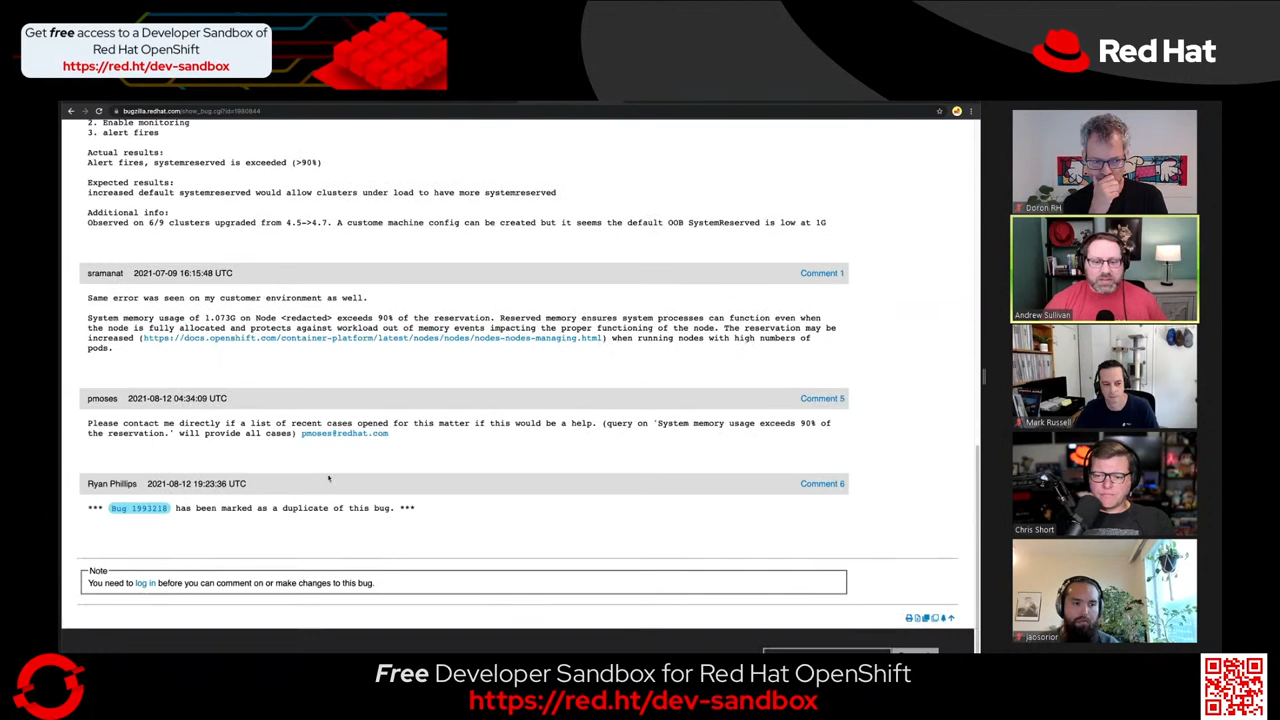 Get free access to a Developer Sandbox of
Red Hat OpenShift
https://red.ht/dev-sandbox
Red Hat
bugzilla.redhat.com/show_bug.cgi?id=1980844
2. Enable monitoring
3. alert fires
Actual results:
Alert fires, systemreserved is exceeded (>90%)
Expected results:
increased default systemreserved would allow clusters under load to have more systemreserved
Additional info:
Observed on 6/9 clusters upgraded from 4.5->4.7. A custome machine config can be created but it seems the default OOB SystemReserved is low at 1G
sramanat 2021-07-09 16:15:48 UTC Comment 1
Same error was seen on my customer environment as well.
System memory usage of 1.073G on Node <redacted> exceeds 90% of the reservation. Reserved memory ensures system processes can function even when
the node is fully allocated and protects against workload out of memory events impacting the proper functioning of the node. The reservation may be
increased (https://docs.openshift.com/container-platform/latest/nodes/nodes/nodes-nodes-managing.html) when running nodes with high numbers of
pods.
pmoses 2021-08-12 04:34:09 UTC Comment 5
Please contact me directly if a list of recent cases opened for this matter if this would be a help. (query on 'System memory usage exceeds 90% of
the reservation.' will provide all cases) pmoses@redhat.com
Ryan Phillips 2021-08-12 19:23:36 UTC Comment 6
*** Bug 1993218 has been marked as a duplicate of this bug. ***
Note
You need to log in before you can comment on or make changes to this bug.
Doron RH
Andrew Sullivan
Mark Russell
Chris Short
jaosorior
Free Developer Sandbox for Red Hat OpenShift
https://red.ht/dev-sandbox